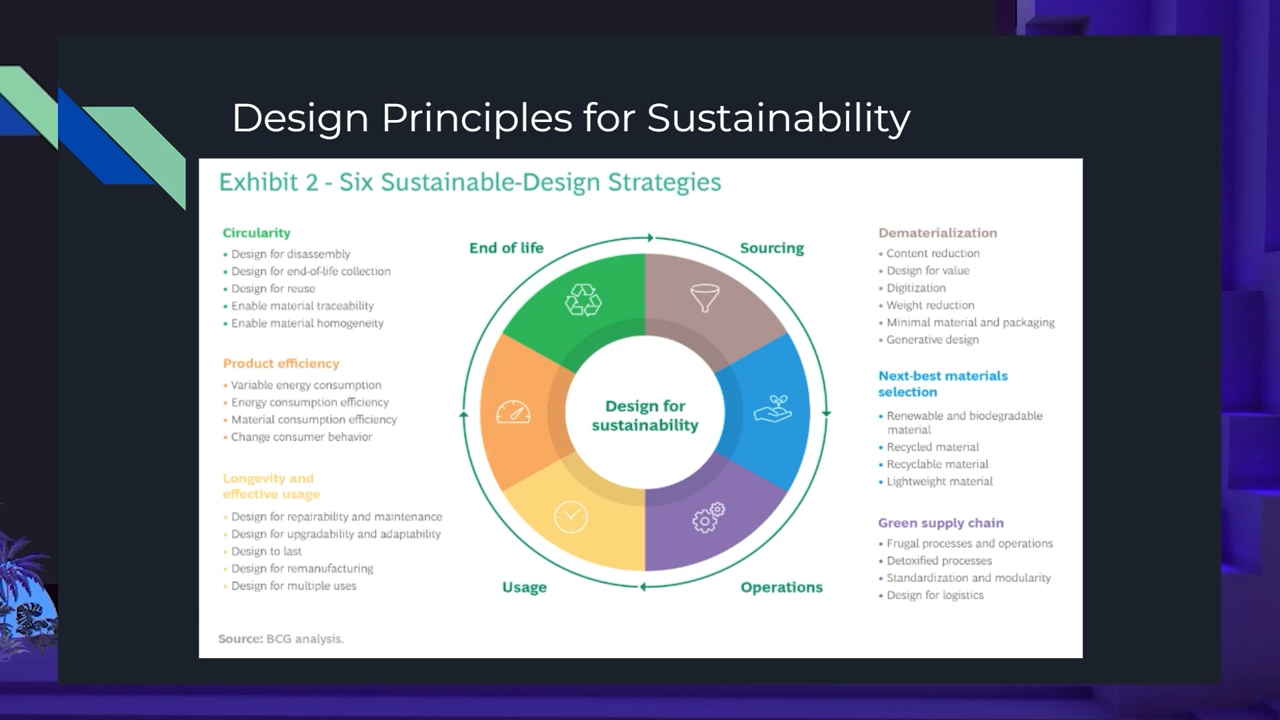 Design Principles for Sustainability
Exhibit 2 - Six Sustainable-Design Strategies
Circularity
• Design for disassembly
• Design for end-of-life collection
• Design for reuse
• Enable material traceability
• Enable material homogeneity
Product efficiency
• Variable energy consumption
• Energy consumption efficiency
• Material consumption efficiency
• Change consumer behavior
Longevity and
effective usage
• Design for repairability and maintenance
• Design for upgradability and adaptability
• Design to last
• Design for remanufacturing
• Design for multiple uses
End of life
Sourcing
Design for
sustainability
Usage
Operations
Dematerialization
• Content reduction
• Design for value
• Digitization
• Weight reduction
• Minimal material and packaging
• Generative design
Next-best materials
selection
• Renewable and biodegradable
material
• Recycled material
• Recyclable material
• Lightweight material
Green supply chain
• Frugal processes and operations
• Detoxified processes
• Standardization and modularity
• Design for logistics
Source: BCG analysis.